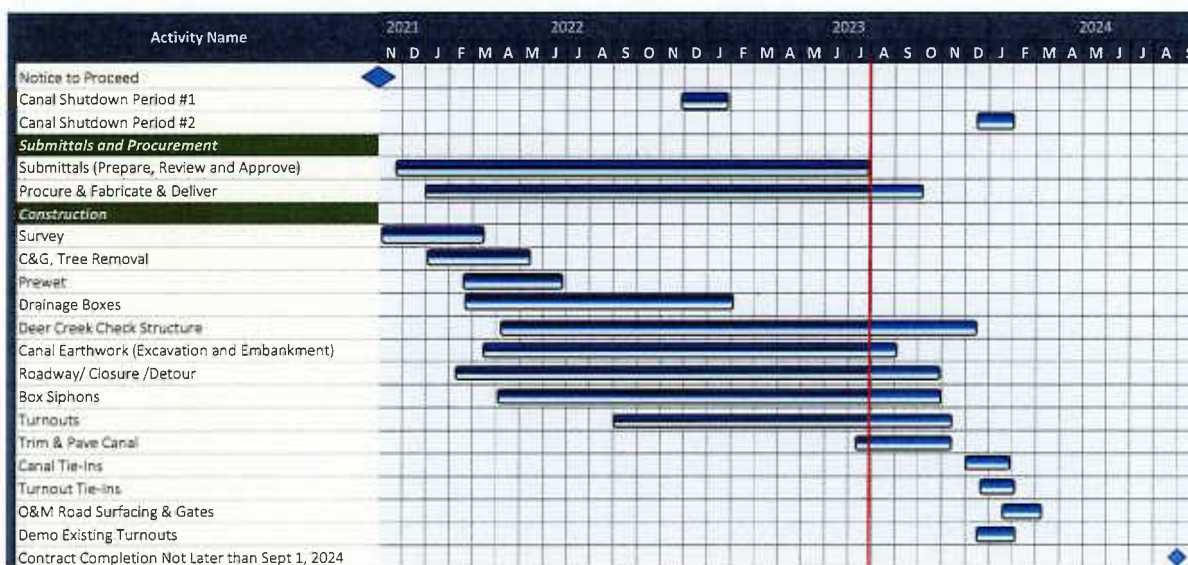 2021 2022 2023 2024
Activity Name
N D J F M A M J J A S O N D J F M A M J J A S O N D J F M A M J J A S
Notice to Proceed
Canal Shutdown Period #1
Canal Shutdown Period #2
Submittals and Procurement
Submittals (Prepare, Review and Approve)
Procure & Fabricate & Deliver
Construction
Survey
C&G, Tree Removal
Prewet
Drainage Boxes
Deer Creek Check Structure
Canal Earthwork (Excavation and Embankment)
Roadway/ Closure /Detour
Box Siphons
Turnouts
Trim & Pave Canal
Canal Tie-Ins
Turnout Tie-Ins
O&M Road Surfacing & Gates
Demo Existing Turnouts
Contract Completion Not Later than Sept 1, 2024